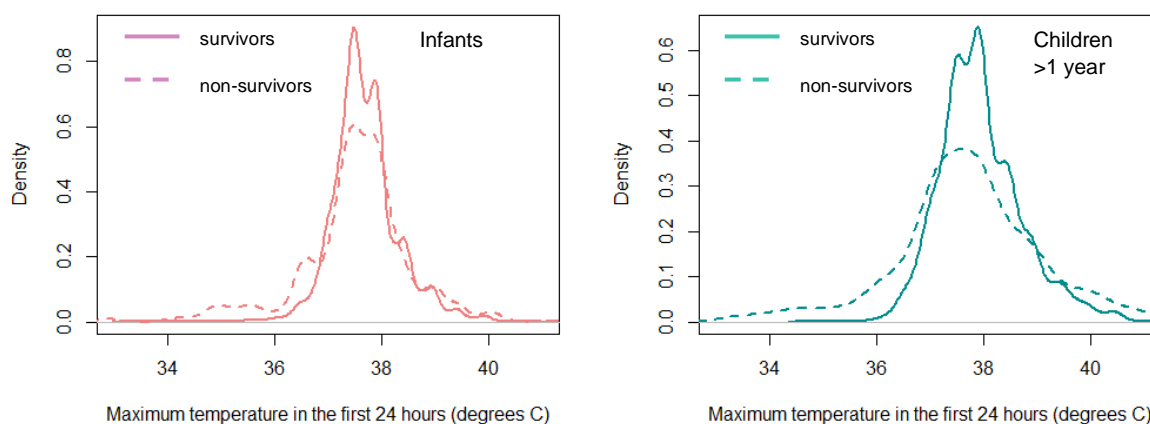 survivors
Infants
non-survivors
Density
0.0 0.2 0.4 0.6 0.8
34 36 38 40
Maximum temperature in the first 24 hours (degrees C)
survivors
Children
>1 year
non-survivors
Density
0.0 0.1 0.2 0.3 0.4 0.5 0.6
34 36 38 40
Maximum temperature in the first 24 hours (degrees C)